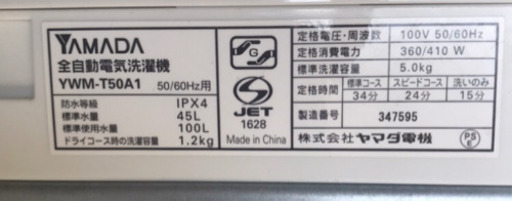 YAMADA
全自動電気洗濯機
YWM-T50A1 50/60Hz用
防水等級 IPX4
標準水量 45L
標準使用水量 100L
ドライコース時の洗濯容量 1.2kg
G
S
JET
1628
Made in China
定格電圧・周波数 100V 50/60Hz
定格消費電力 360/410 W
標準洗濯容量 5.0kg
定格時間 標準コース スピードコース 洗いのみ
34分 24分 15分
製造番号 347595
株式会社 ヤマダ電機
PS
E